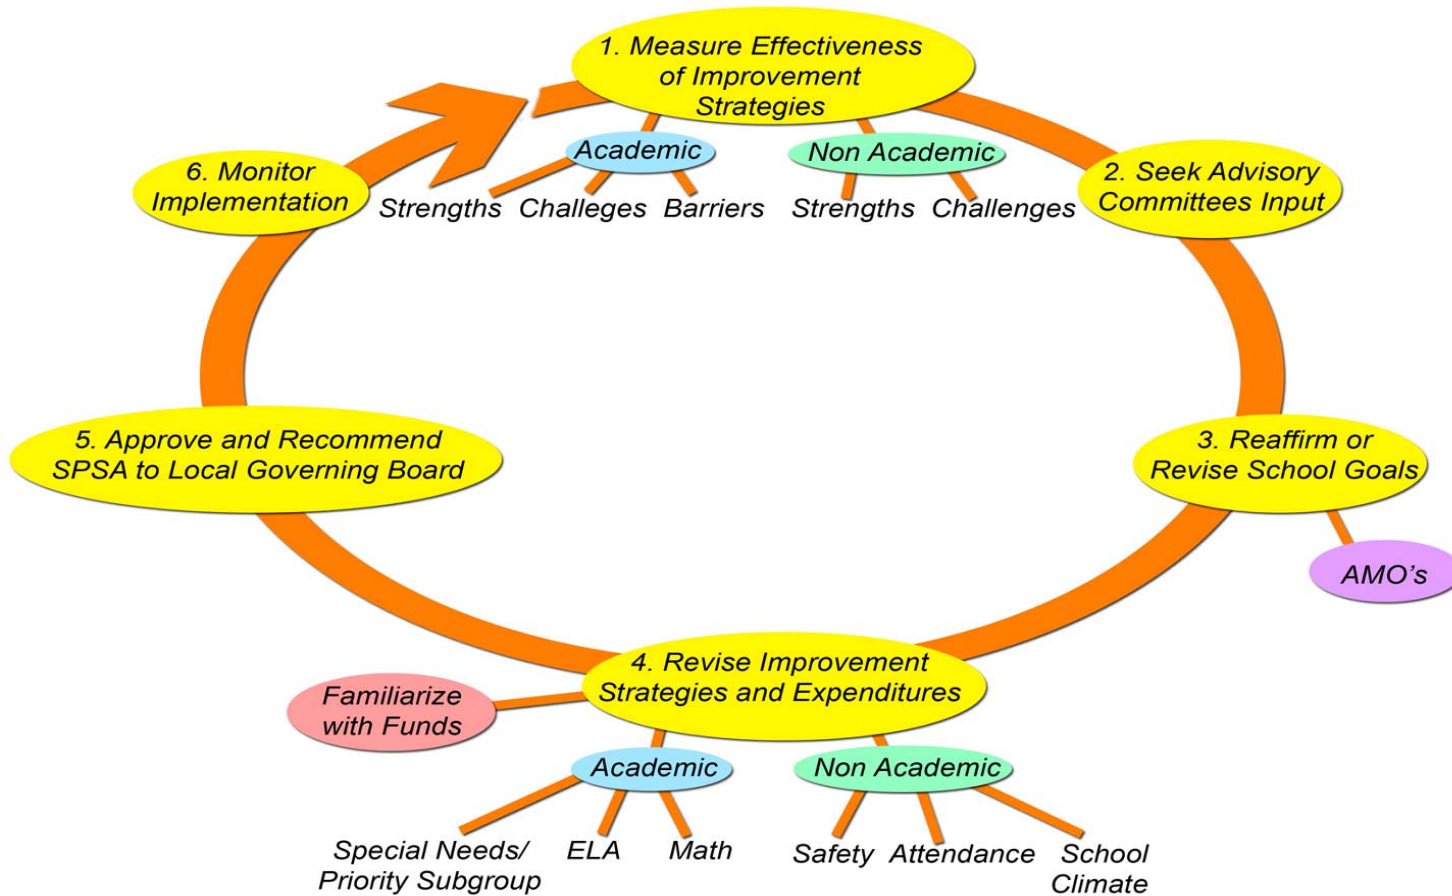 1. Measure Effectiveness
of Improvement
Strategies
Academic
Non Academic
Strengths
Challeges
Barriers
Strengths
Challenges
2. Seek Advisory
Committees Input
3. Reaffirm or
Revise School Goals
AMO's
4. Revise Improvement
Strategies and Expenditures
Familiarize
with Funds
Academic
Non Academic
Special Needs/
Priority Subgroup
ELA
Math
Safety
Attendance
School
Climate
5. Approve and Recommend
SPSA to Local Governing Board
6. Monitor
Implementation